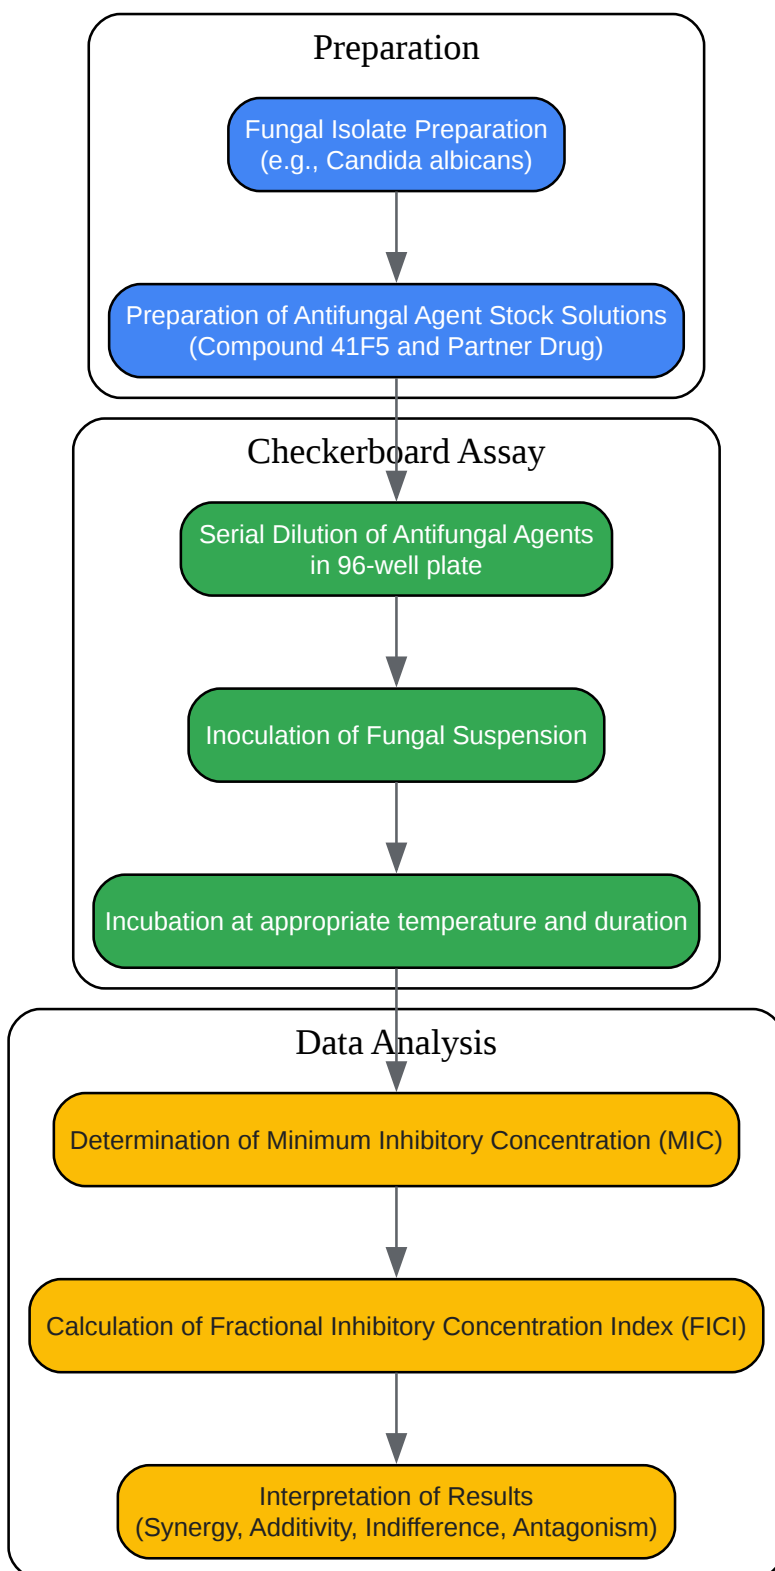 Preparation
Fungal Isolate Preparation
(e.g., Candida albicans)
Preparation of Antifungal Agent Stock Solutions
(Compound 41F5 and Partner Drug)
Checkerboard Assay
Serial Dilution of Antifungal Agents
in 96-well plate
Inoculation of Fungal Suspension
Incubation at appropriate temperature and duration
Data Analysis
Determination of Minimum Inhibitory Concentration (MIC)
Calculation of Fractional Inhibitory Concentration Index (FICI)
Interpretation of Results
(Synergy, Additivity, Indifference, Antagonism)